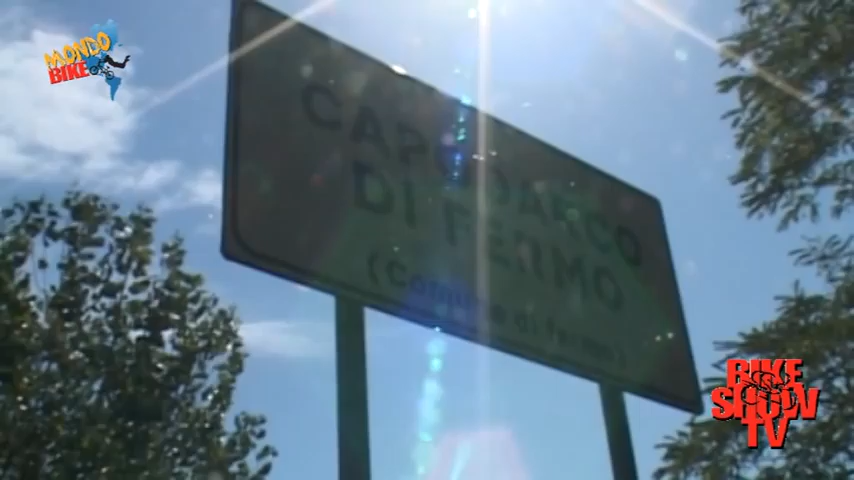 MONDO
BIKE
CAPODARCO
DI FERMO
(Comune di Fermo)
BIKE
SHOW
TV